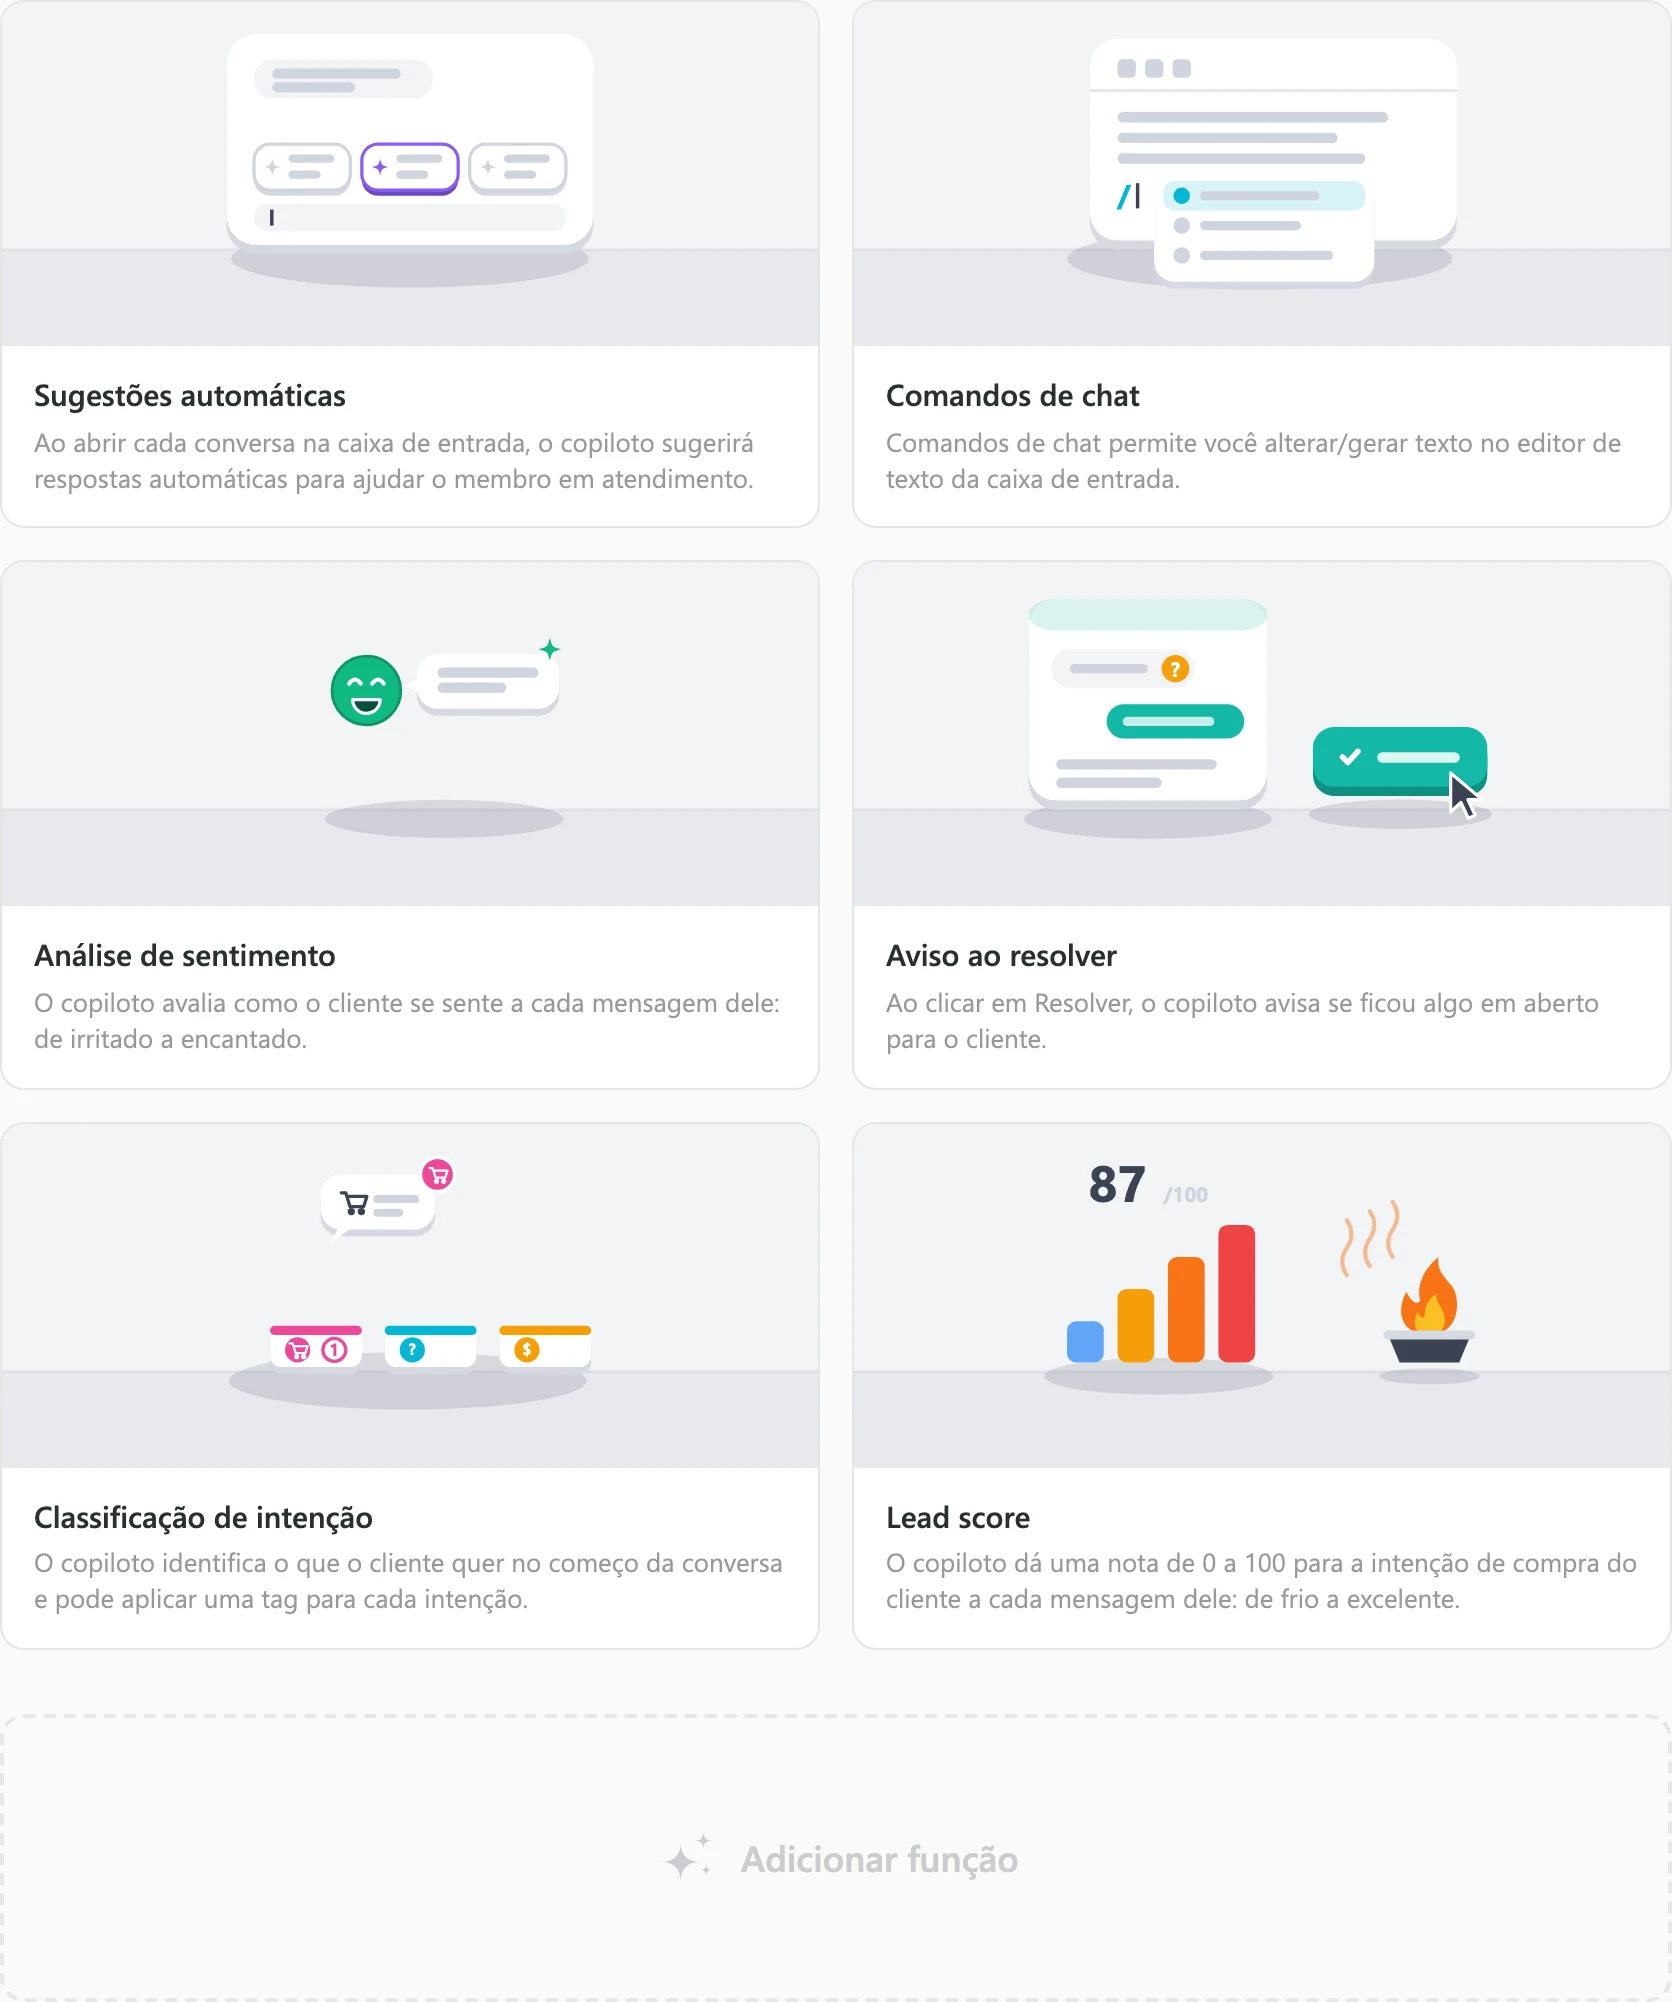 Sugestões automáticas
Ao abrir cada conversa na caixa de entrada, o copiloto sugerirá
respostas automáticas para ajudar o membro em atendimento.
/
Comandos de chat
Comandos de chat permite você alterar/gerar texto no editor de
texto da caixa de entrada.
Análise de sentimento
O copiloto avalia como o cliente se sente a cada mensagem dele:
de irritado a encantado.
?
Aviso ao resolver
Ao clicar em Resolver, o copiloto avisa se ficou algo em aberto
para o cliente.
1 ? $
Classificação de intenção
O copiloto identifica o que o cliente quer no começo da conversa
e pode aplicar uma tag para cada intenção.
87 /100
Lead score
O copiloto dá uma nota de 0 a 100 para a intenção de compra do
cliente a cada mensagem dele: de frio a excelente.
Adicionar função